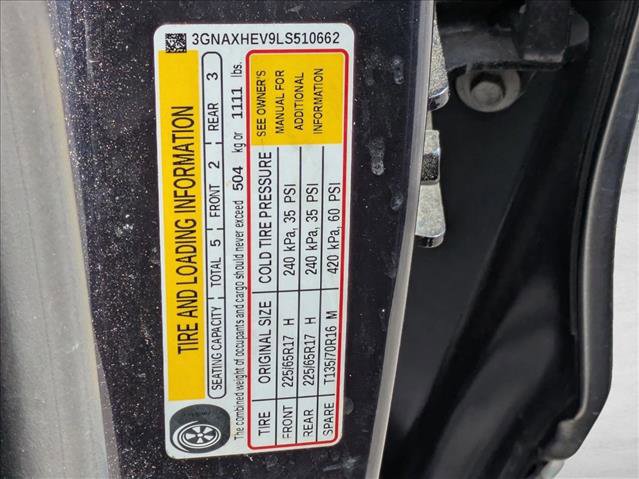 3GNAXHEV9LS510662
TIRE AND LOADING INFORMATION
SEATING CAPACITY TOTAL 5 FRONT 2 REAR 3
The combined weight of occupants and cargo should never exceed 504 kg or 1111 lbs.
TIRE ORIGINAL SIZE COLD TIRE PRESSURE
FRONT 225/65R17 H 240 kPa, 35 PSI
REAR 225/65R17 H 240 kPa, 35 PSI
SPARE T135/70R16 M 420 kPa, 60 PSI
SEE OWNER'S
MANUAL FOR
ADDITIONAL
INFORMATION